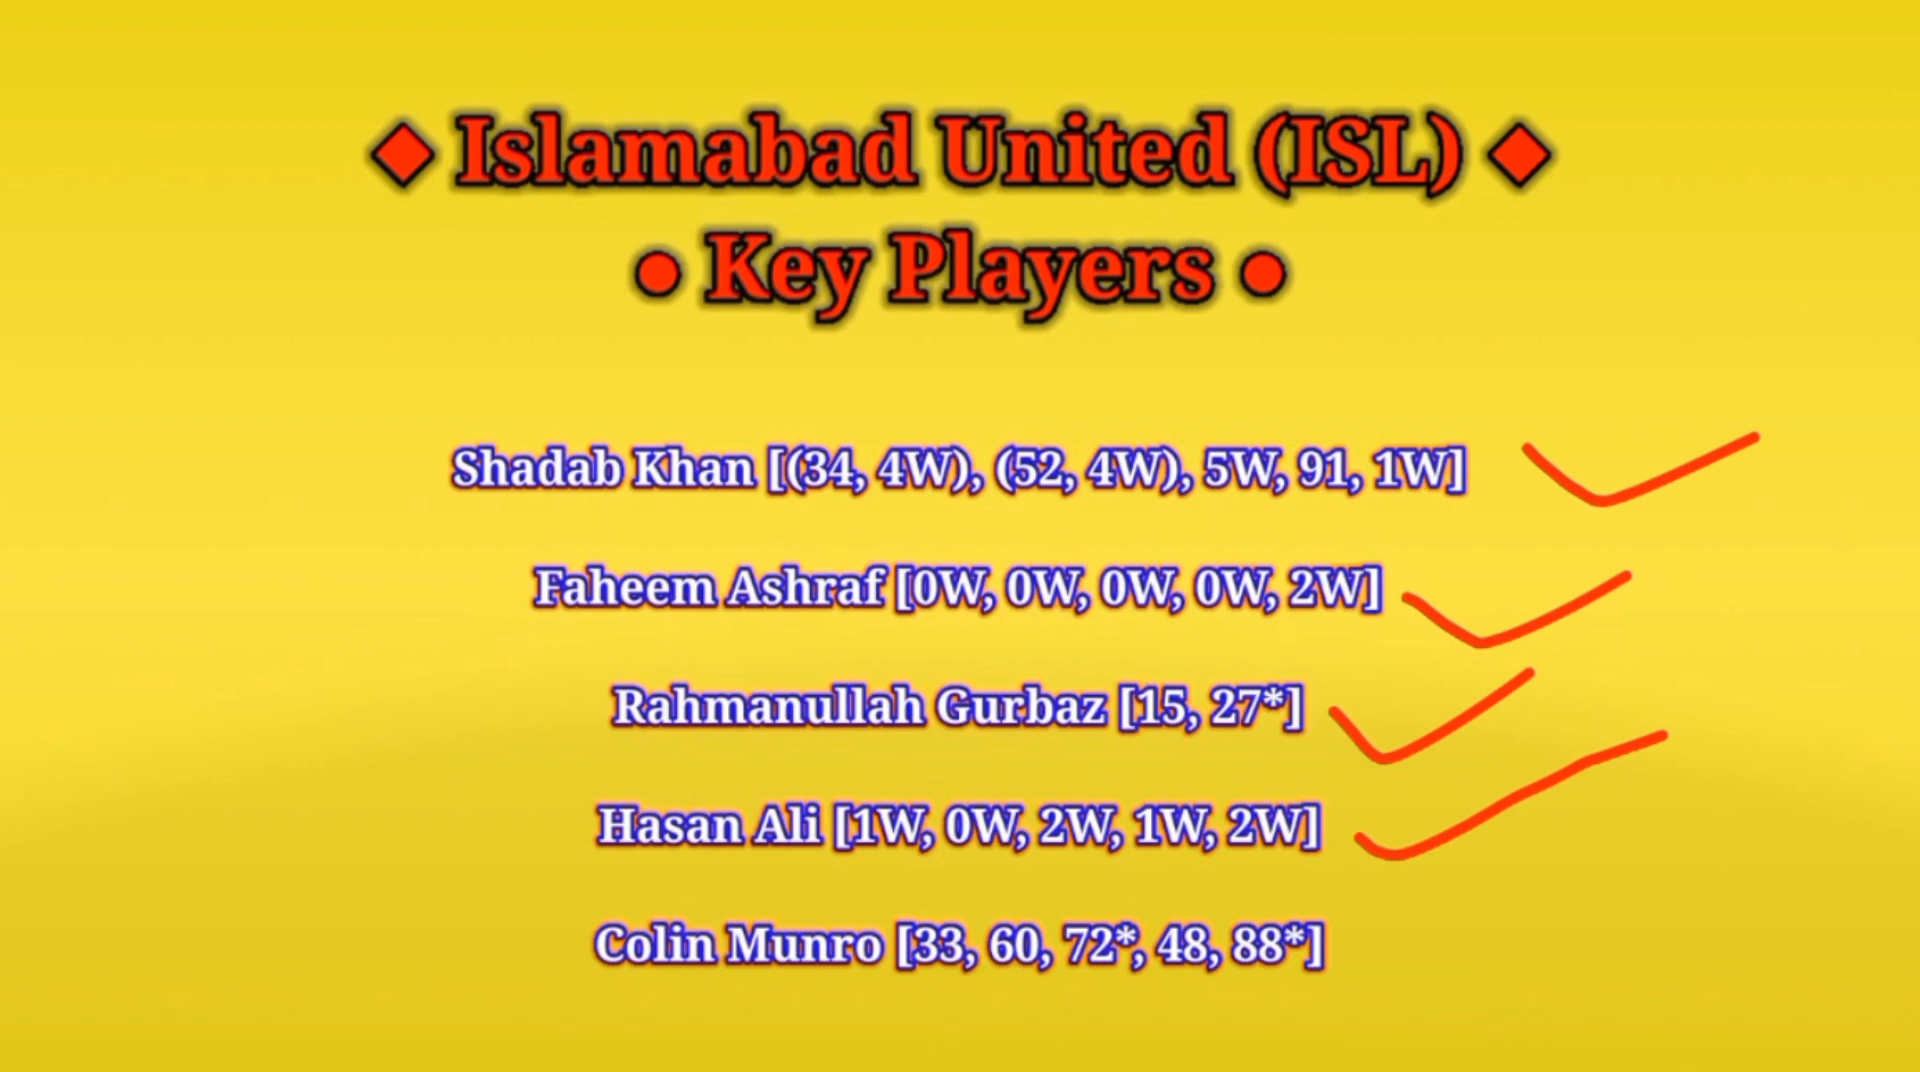 ◆ Islamabad United (ISL) ◆
• Key Players •
Shadab Khan [(34, 4W), (52, 4W), 5W, 91, 1W]
Faheem Ashraf [0W, 0W, 0W, 0W, 2W]
Rahmanullah Gurbaz [15, 27*]
Hasan Ali [1W, 0W, 2W, 1W, 2W]
Colin Munro [33, 60, 72*, 48, 88*]